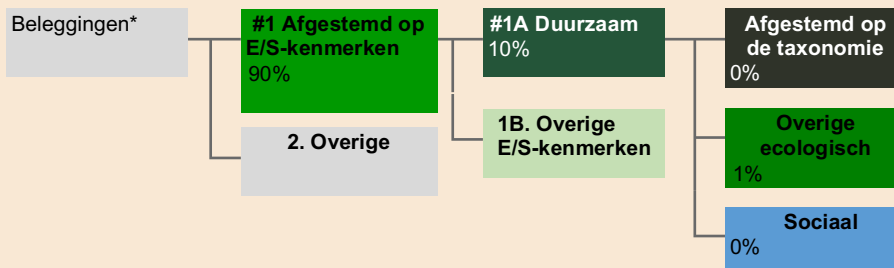 Beleggingen*
#1 Afgestemd op
E/S-kenmerken
90%
2. Overige
#1A Duurzaam
10%
1B. Overige
E/S-kenmerken
Afgestemd op
de taxonomie
0%
Overige
ecologisch
1%
Sociaal
0%